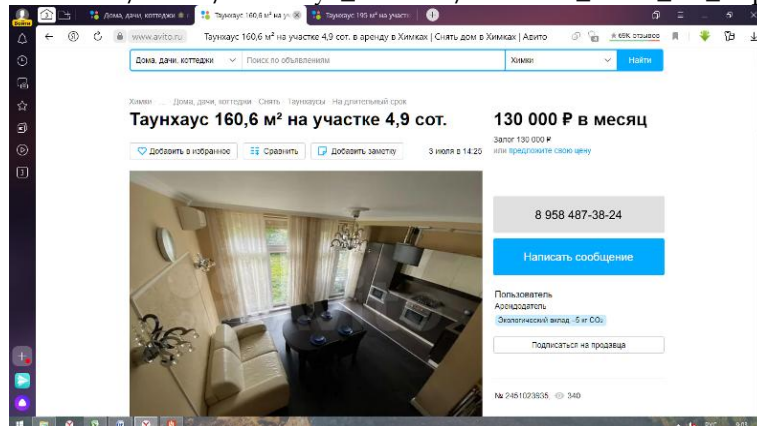 Дома, дачи, коттеджи
Таунхаус 160,6 м² на уч
Таунхаус 195 м² на участк
www.avito.ru
Таунхаус 160,6 м² на участке 4,9 сот. в аренду в Химках | Снять дом в Химках | Авито
★ 69К отзывов
Дома, дачи, коттеджи
Поиск по объявлениям
Химки
Найти
Химки ... Дома, дачи, коттеджи Снять Таунхаусы На длительный срок
Таунхаус 160,6 м² на участке 4,9 сот.
130 000 ₽ в месяц
Залог 130 000 ₽
или предложите свою цену
Добавить в избранное
Сравнить
Добавить заметку
3 июля в 14:25
8 958 487-38-24
Написать сообщение
Пользователь
Арендодатель
Экологический вклад -5 кг CO₂
Подписаться на продавца
№ 2451023935
340